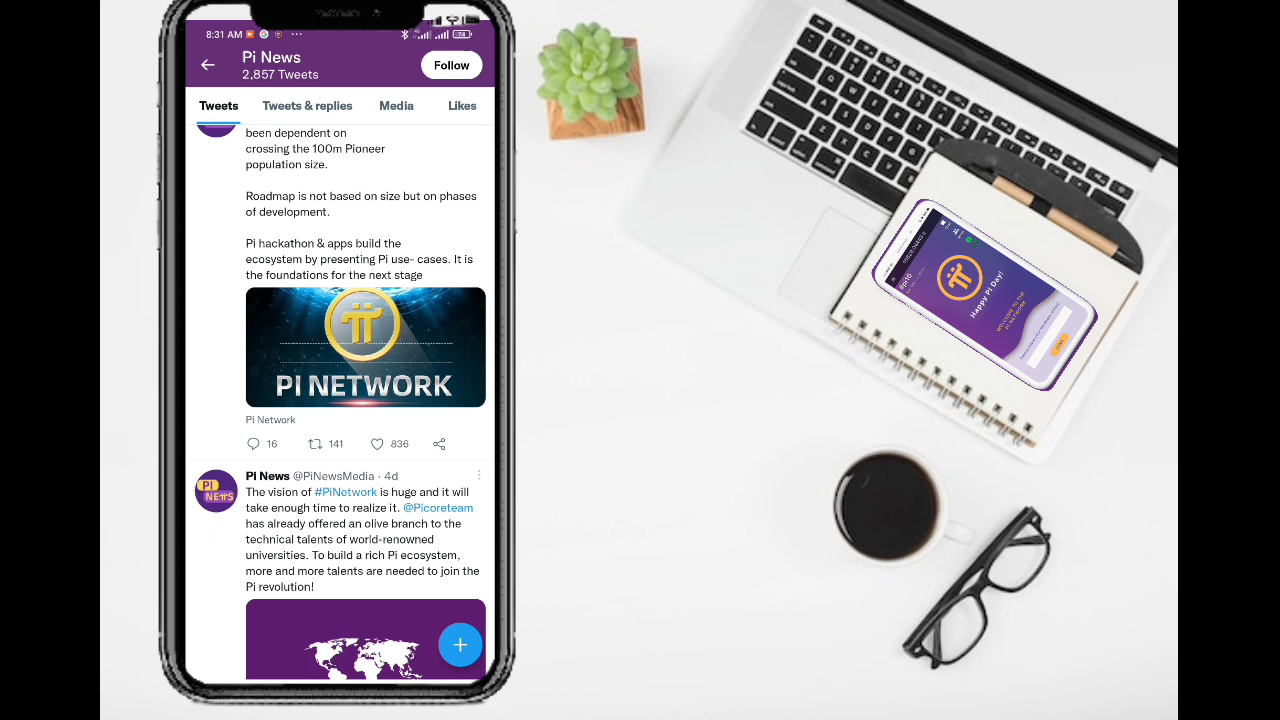 8:31 AM
74
Pi News
2,857 Tweets
Follow
Tweets
Tweets & replies
Media
Likes
been dependent on
crossing the 100m Pioneer
population size.
Roadmap is not based on size but on phases
of development.
Pi hackathon & apps build the
ecosystem by presenting Pi use- cases. It is
the foundations for the next stage
PI NETWORK
Pi Network
16
141
836
Pi News @PiNewsMedia · 4d
PI
NEWS
The vision of #PiNetwork is huge and it will
take enough time to realize it. @Picoreteam
has already offered an olive branch to the
technical talents of world-renowned
universities. To build a rich Pi ecosystem,
more and more talents are needed to join the
Pi revolution!
Happy Pi Day!
WELCOME TO THE
PI NETWORK